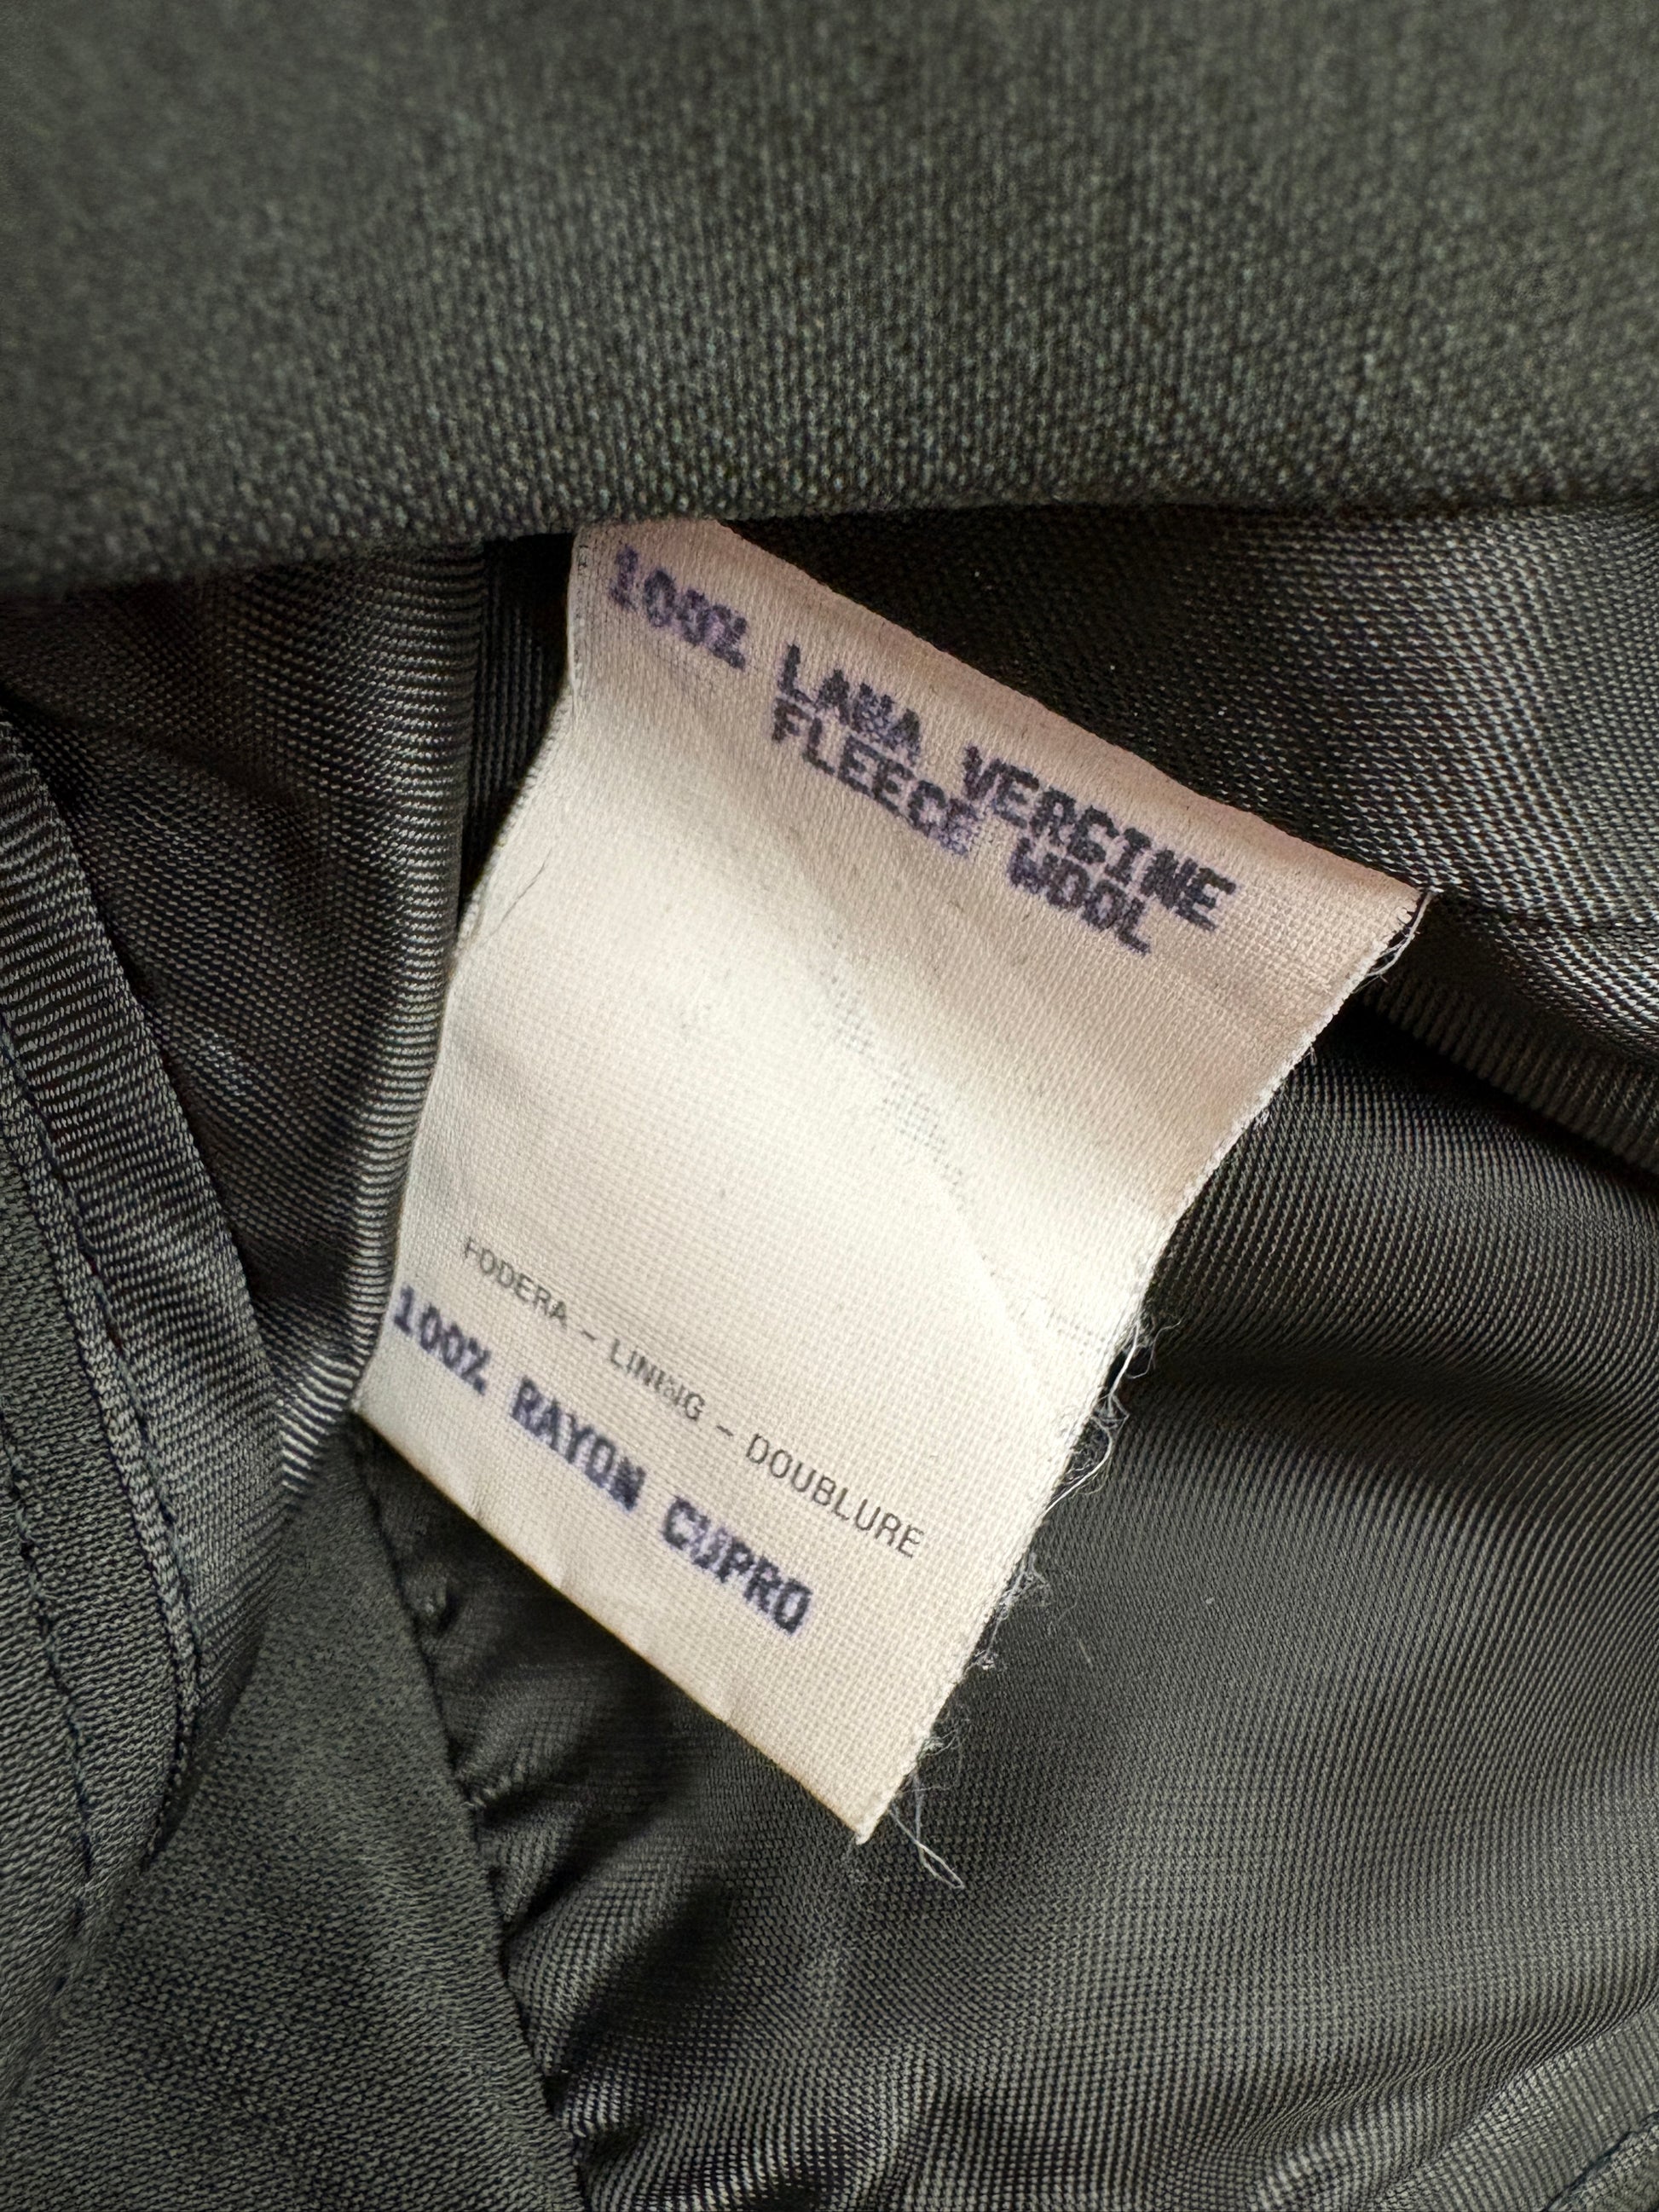 100% LANA VERGINE
FLEECE WOOL
FODERA - LINING - DOUBLURE
100% RAYON CUPRO